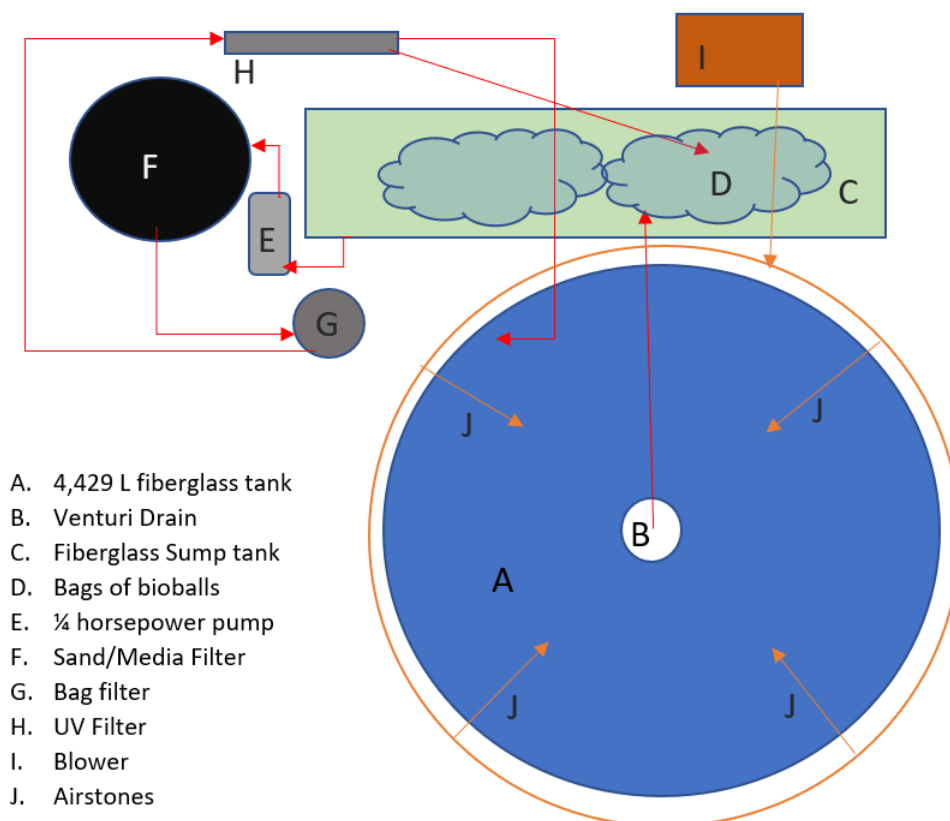 H
I
F
D
C
E
G
J
J
B
A
J
J
A. 4,429 L fiberglass tank
B. Venturi Drain
C. Fiberglass Sump tank
D. Bags of bioballs
E. ¼ horsepower pump
F. Sand/Media Filter
G. Bag filter
H. UV Filter
I. Blower
J. Airstones